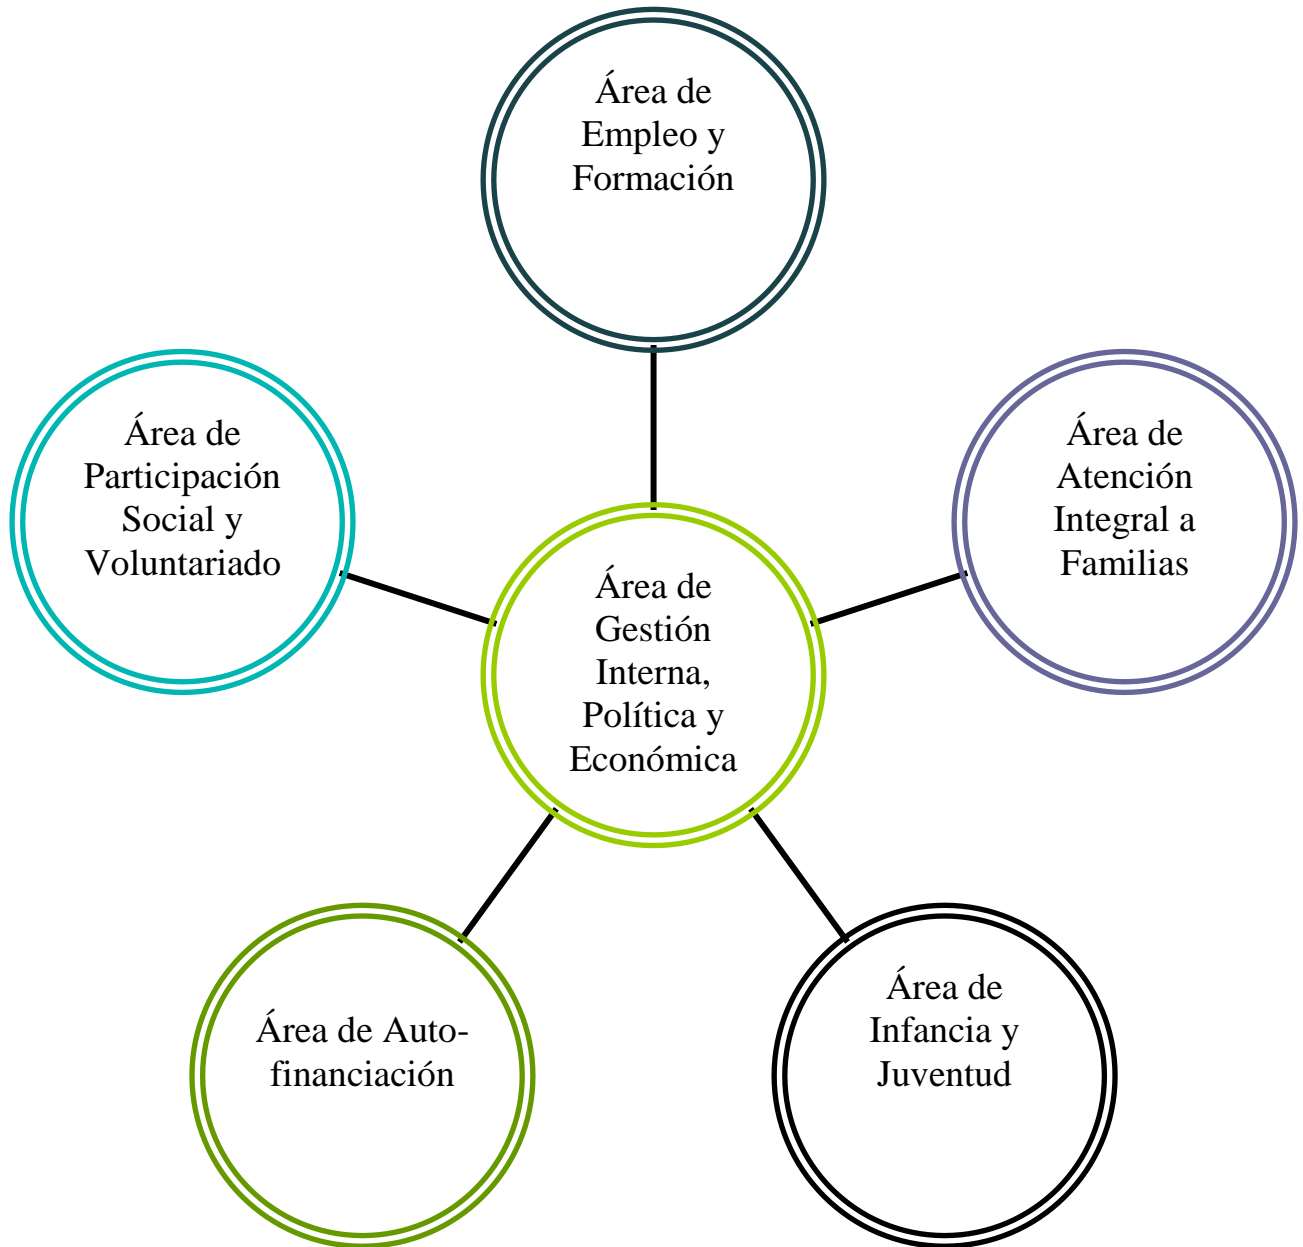 Área de
Empleo y
Formación
Área de
Participación
Social y
Voluntariado
Área de
Atención
Integral a
Familias
Área de
Gestión
Interna,
Política y
Económica
Área de Auto-
financiación
Área de
Infancia y
Juventud